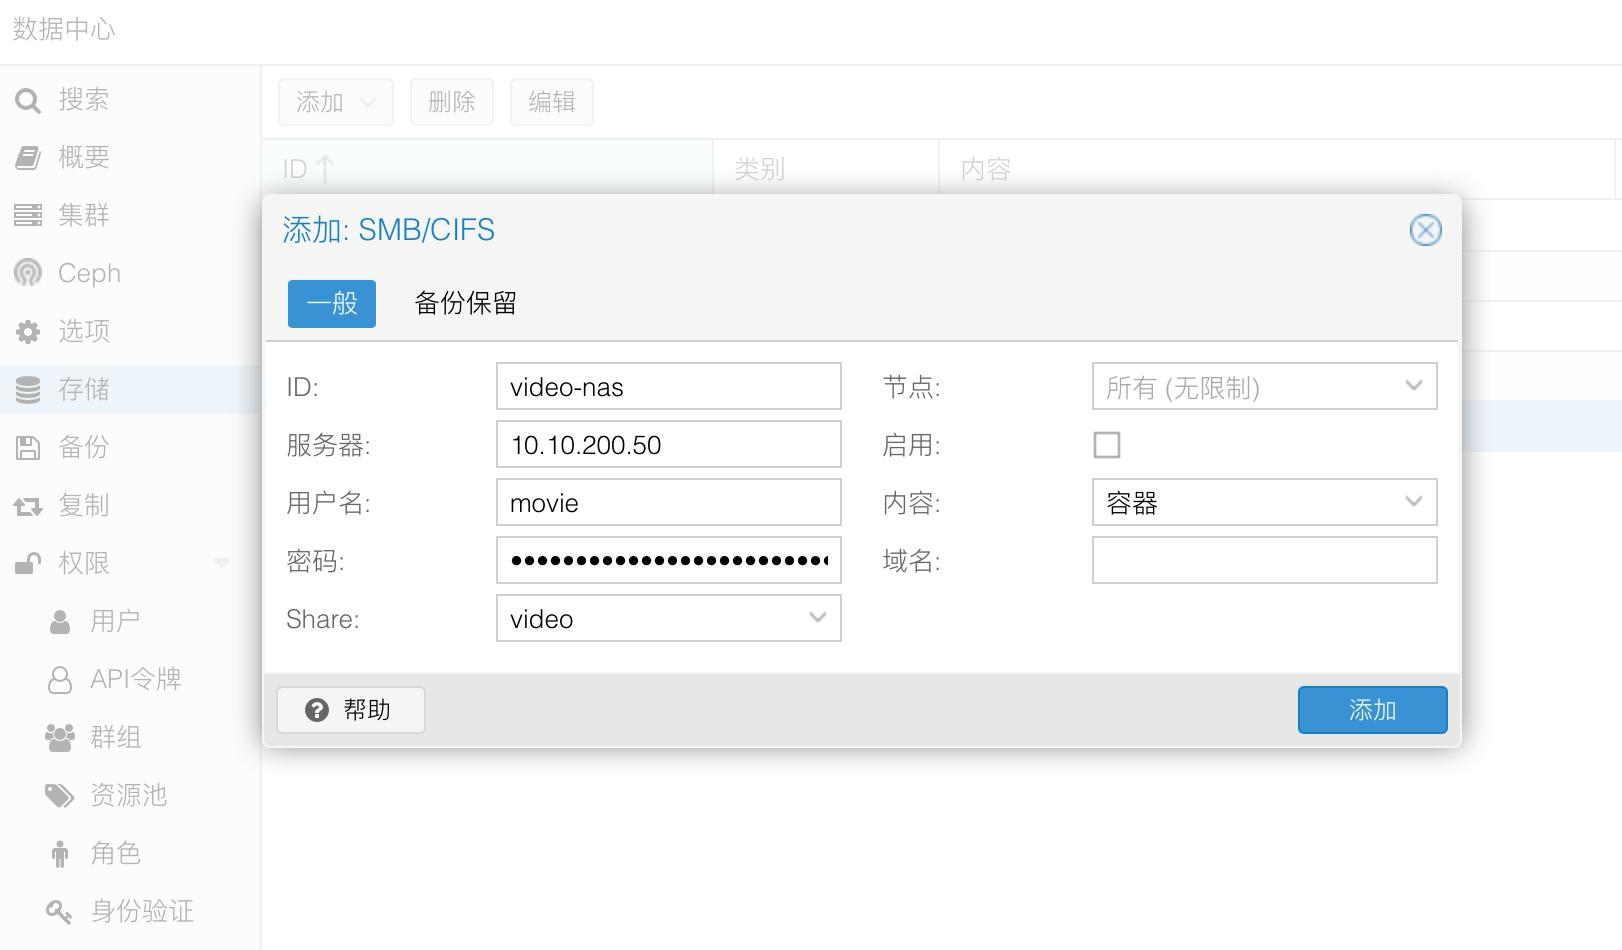 数据中心
搜索
概要
集群
Ceph
选项
存储
备份
复制
权限
用户
API令牌
群组
资源池
角色
身份验证
添加 删除 编辑
ID 类别 内容
添加: SMB/CIFS
一般 备份保留
ID: video-nas 节点: 所有 (无限制)
服务器: 10.10.200.50 启用:
用户名: movie 内容: 容器
密码: 域名:
Share: video
帮助 添加